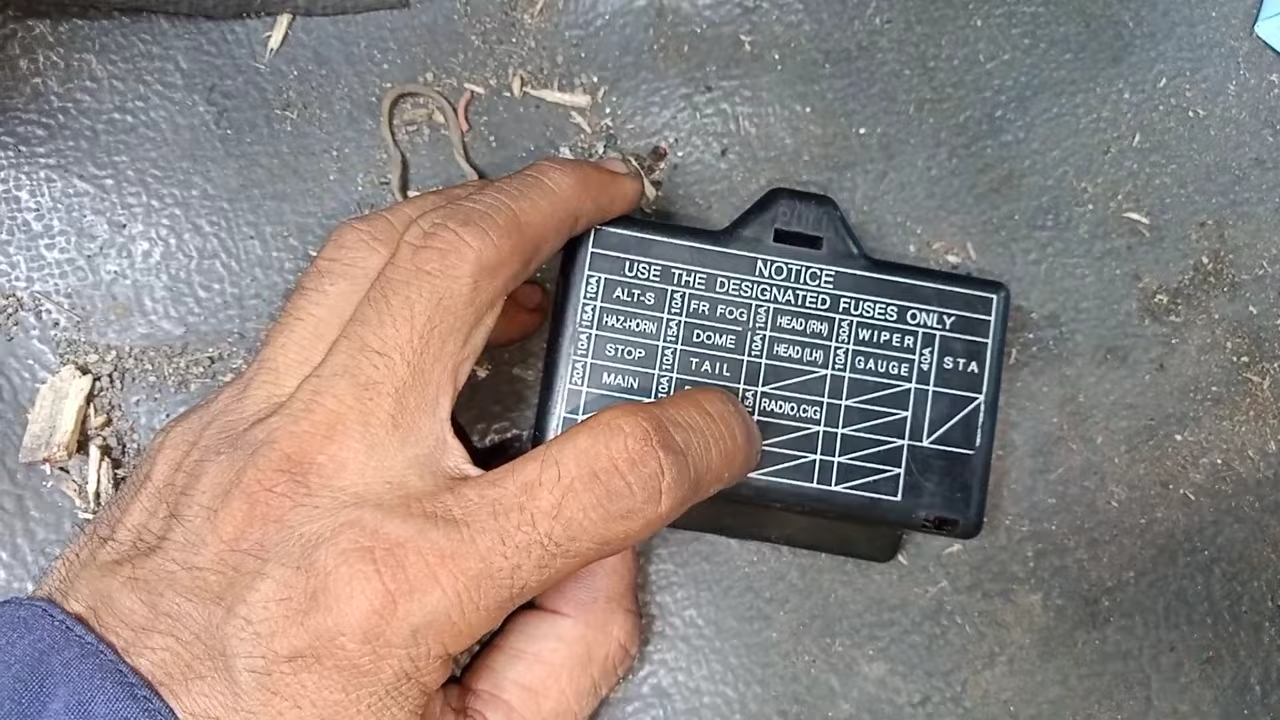 NOTICE
USE THE DESIGNATED FUSES ONLY
10A ALT-S 10A FR FOG 10A HEAD (RH) 30A WIPER 40A STA
15A HAZ-HORN 15A DOME 10A HEAD (LH) 10A GAUGE
10A STOP 10A TAIL
20A MAIN 10A 15A RADIO,CIG